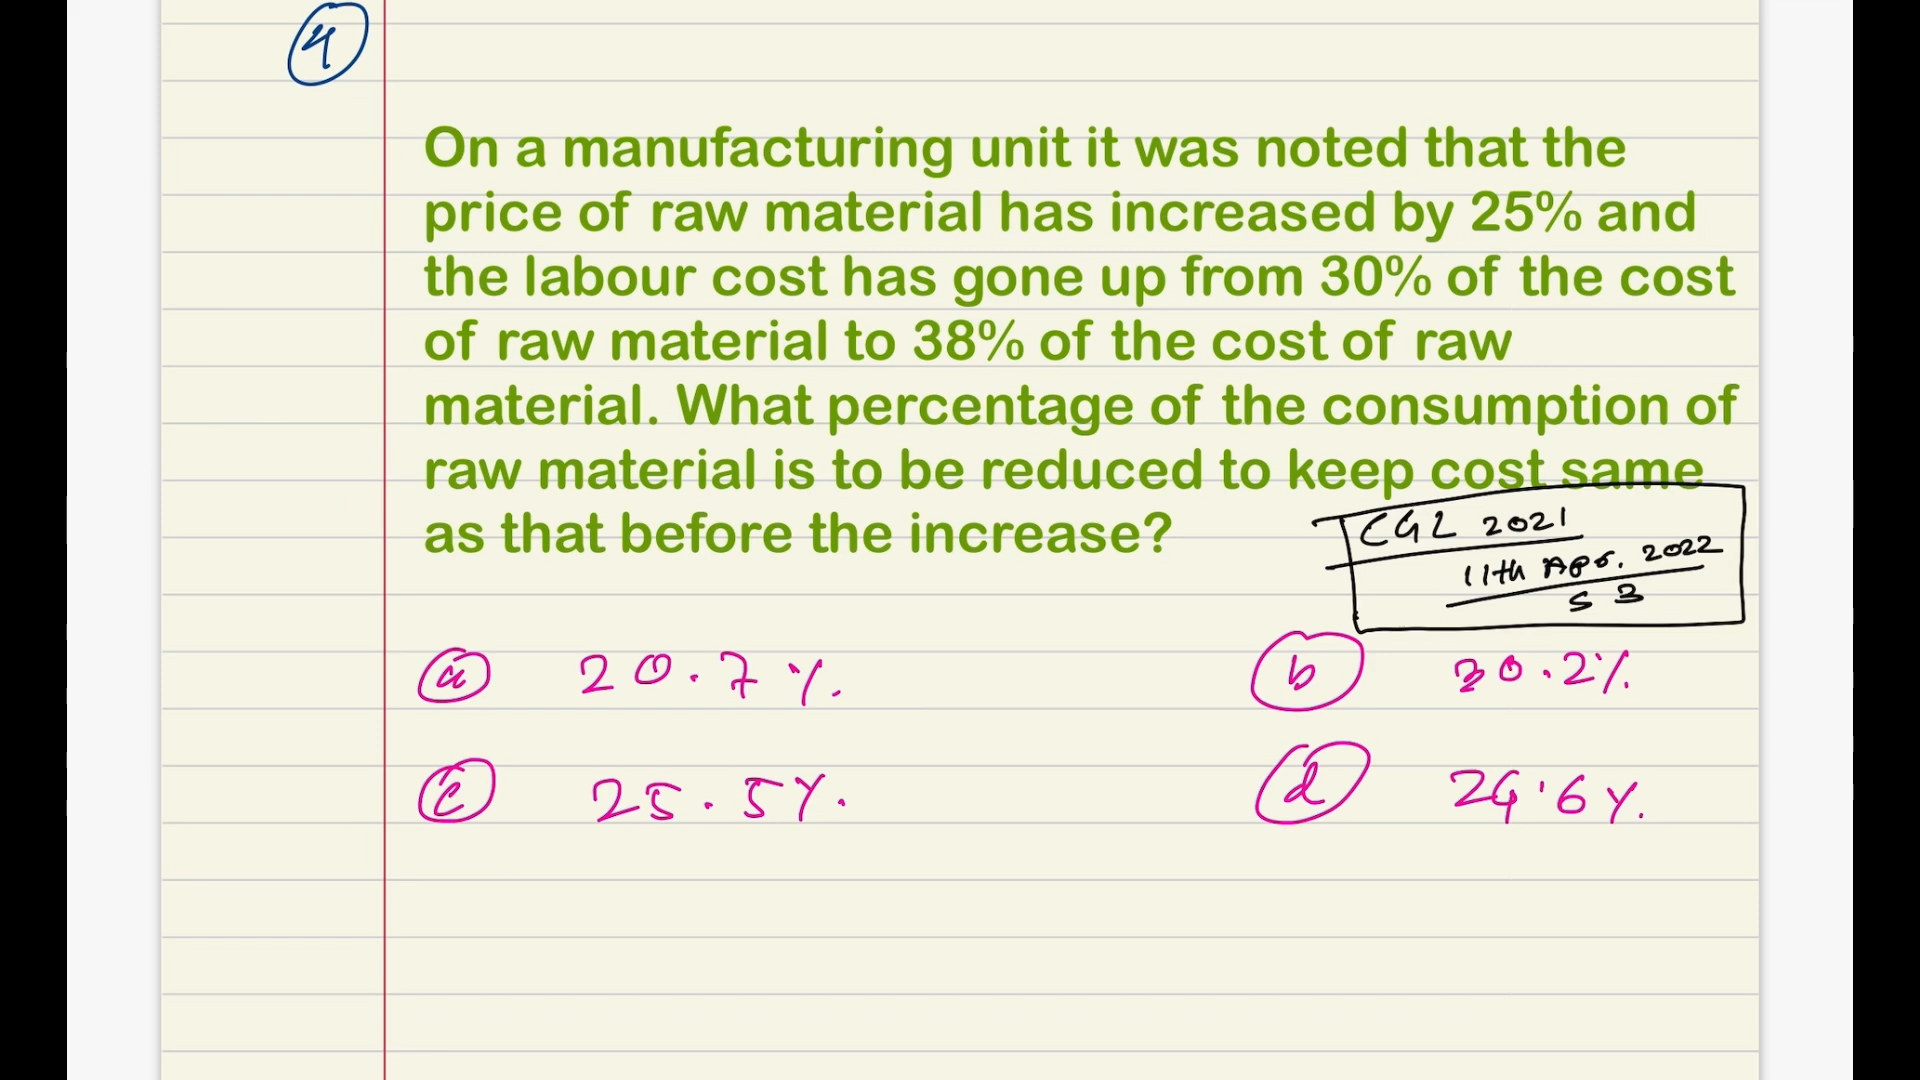 4
On a manufacturing unit it was noted that the
price of raw material has increased by 25% and
the labour cost has gone up from 30% of the cost
of raw material to 38% of the cost of raw
material. What percentage of the consumption of
raw material is to be reduced to keep cost same
as that before the increase?
CGL 2021
11th Apr. 2022
S 3
a 20.7%.
b 30.2%.
c 25.5%.
d 24.6%.